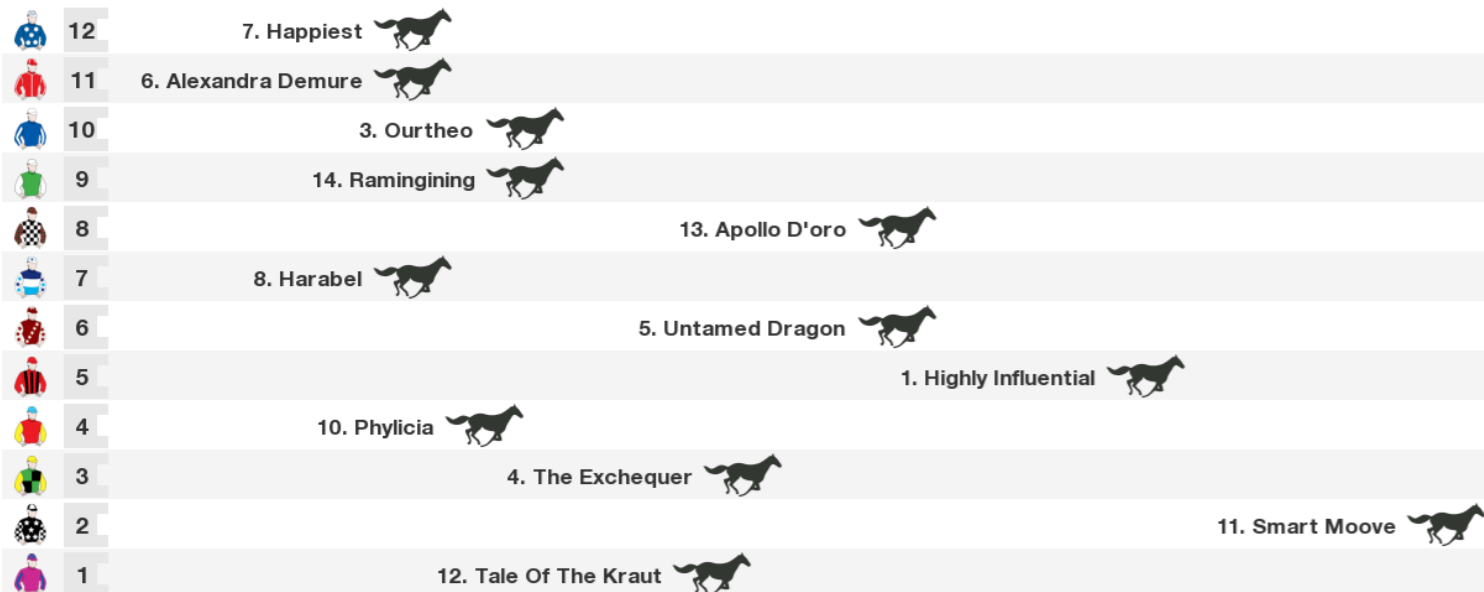 12 7. Happiest
11 6. Alexandra Demure
10 3. Ourtheo
9 14. Ramingining
8 13. Apollo D'oro
7 8. Harabel
6 5. Untamed Dragon
5 1. Highly Influential
4 10. Phylicia
3 4. The Exchequer
2 11. Smart Moove
1 12. Tale Of The Kraut